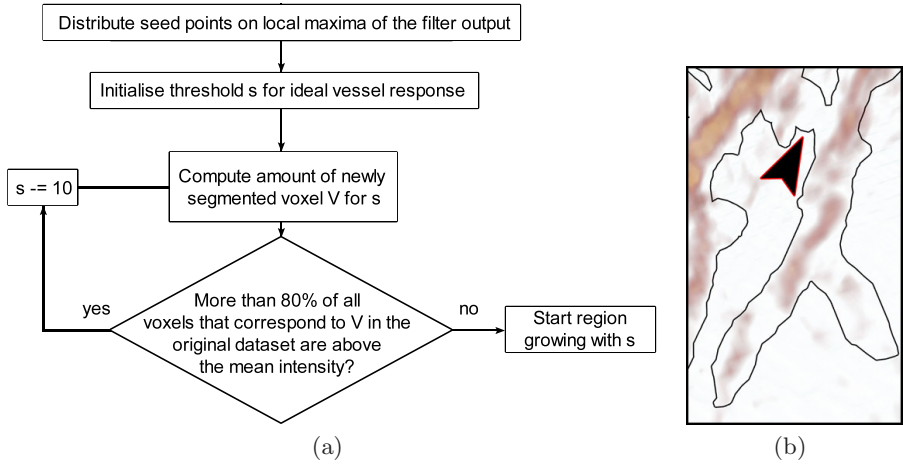 Distribute seed points on local maxima of the filter output
Initialise threshold s for ideal vessel response
Compute amount of newly
segmented voxel V for s
s -= 10
yes
More than 80% of all
voxels that correspond to V in the
original dataset are above
the mean intensity?
no
Start region
growing with s
(a)
(b)